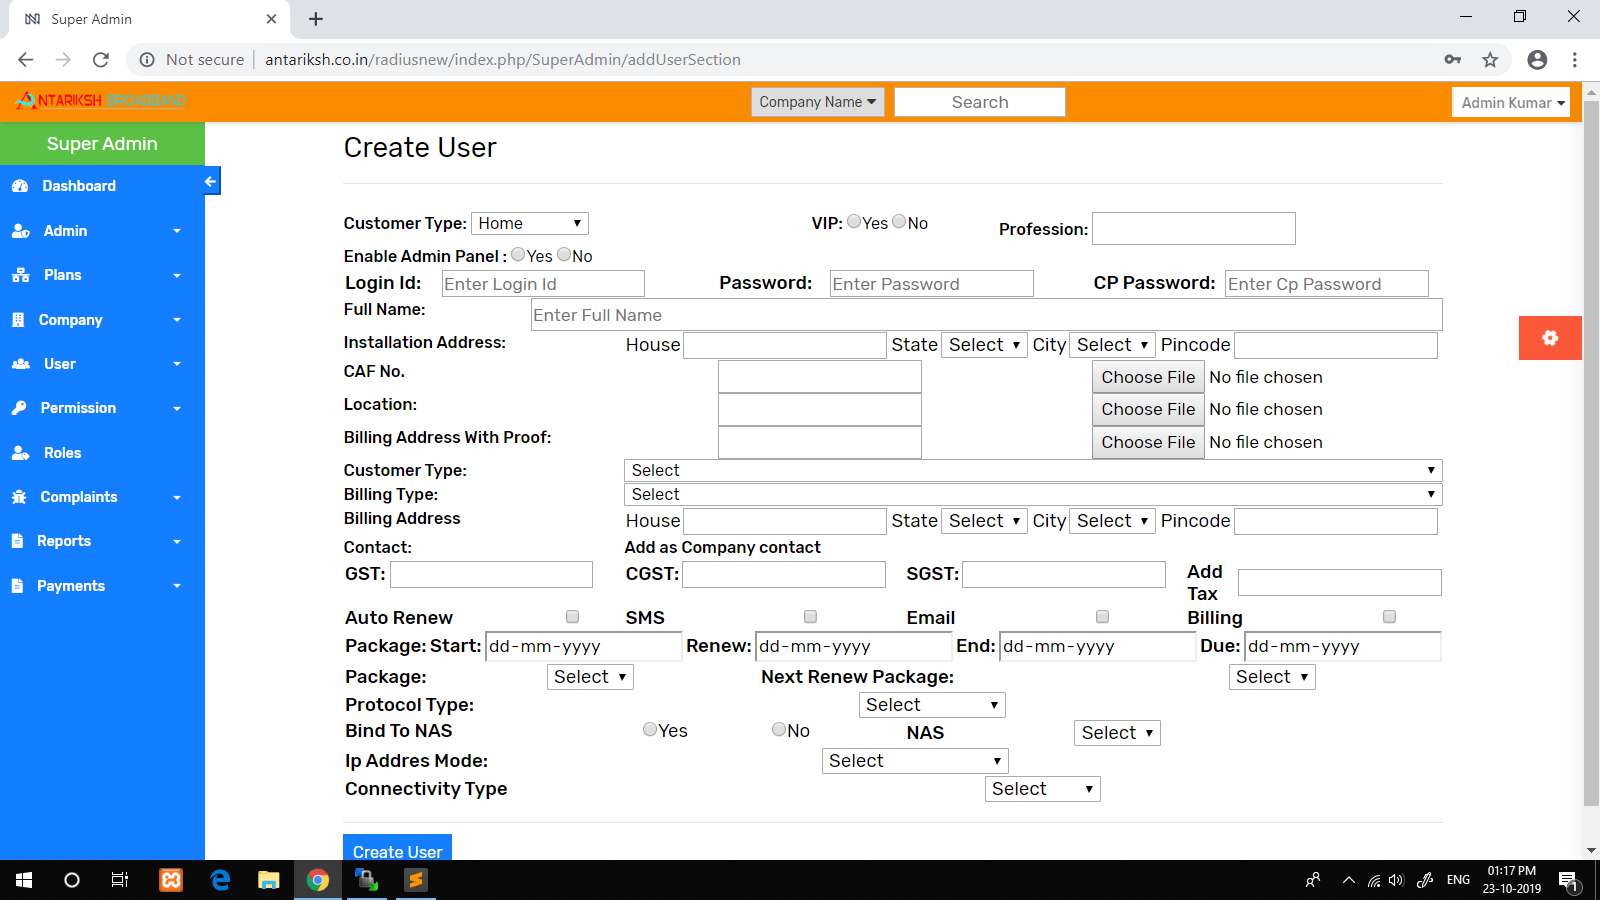 Super Admin
Not secure antariksh.co.in/radiusnew/index.php/SuperAdmin/addUserSection
NTARIKSH BROADBAND Company Name Search Admin Kumar
Super Admin
Dashboard
Admin
Plans
Company
User
Permission
Roles
Complaints
Reports
Payments
Create User
Customer Type: Home VIP: Yes No Profession:
Enable Admin Panel : Yes No
Login Id: Enter Login Id Password: Enter Password CP Password: Enter Cp Password
Full Name: Enter Full Name
Installation Address: House State Select City Select Pincode
CAF No. Choose File No file chosen
Location: Choose File No file chosen
Billing Address With Proof: Choose File No file chosen
Customer Type: Select
Billing Type: Select
Billing Address House State Select City Select Pincode
Contact: Add as Company contact
GST: CGST: SGST: Add Tax
Auto Renew SMS Email Billing
Package: Start: dd-mm-yyyy Renew: dd-mm-yyyy End: dd-mm-yyyy Due: dd-mm-yyyy
Package: Select Next Renew Package: Select
Protocol Type: Select
Bind To NAS Yes No NAS Select
Ip Addres Mode: Select
Connectivity Type Select
Create User
ENG 01:17 PM
23-10-2019 1